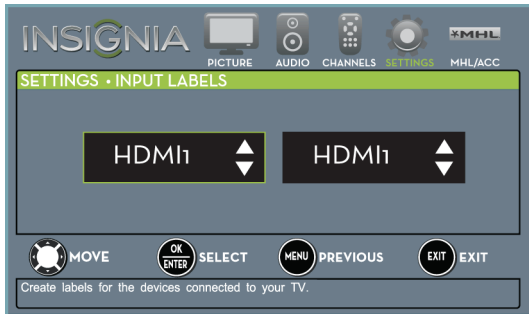 INSIGNIA
PICTURE AUDIO CHANNELS SETTINGS MHL MHL/ACC
SETTINGS • INPUT LABELS
HDMI1 HDMI1
MOVE OK ENTER SELECT MENU PREVIOUS EXIT EXIT
Create labels for the devices connected to your TV.